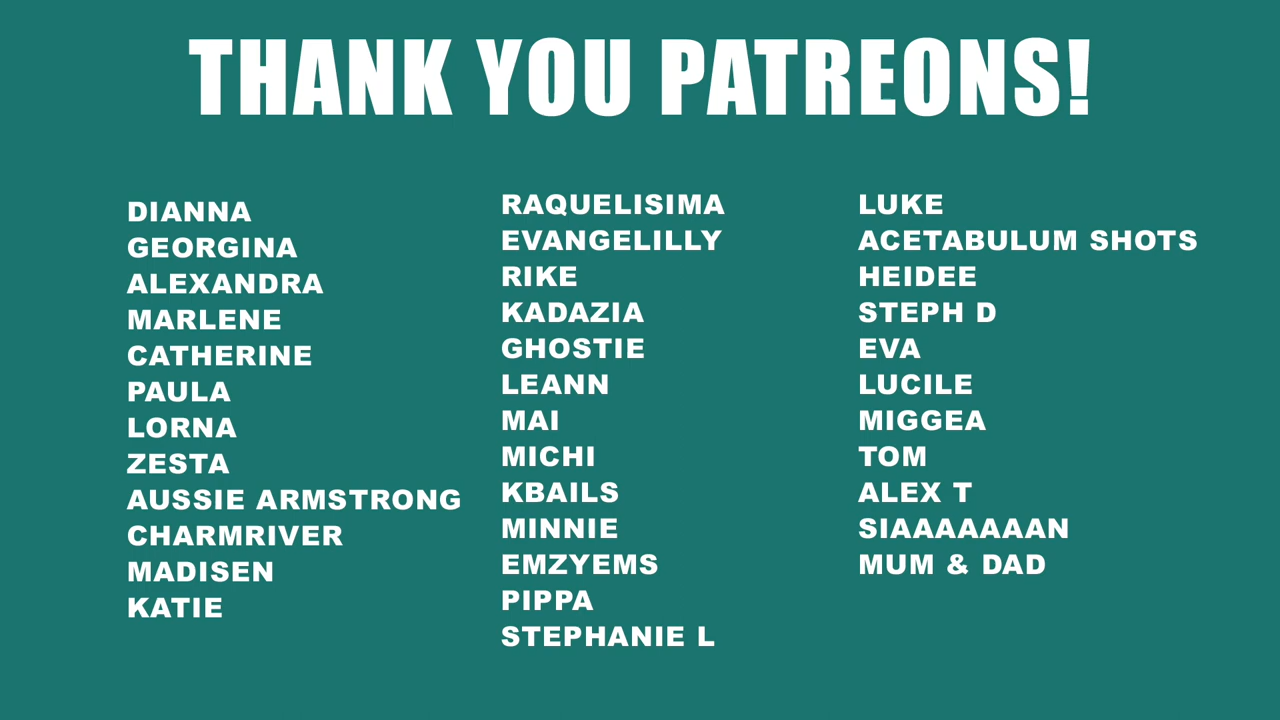 THANK YOU PATREONS!
DIANNA
GEORGINA
ALEXANDRA
MARLENE
CATHERINE
PAULA
LORNA
ZESTA
AUSSIE ARMSTRONG
CHARMRIVER
MADISEN
KATIE
RAQUELISIMA
EVANGELILLY
RIKE
KADAZIA
GHOSTIE
LEANN
MAI
MICHI
KBAILS
MINNIE
EMZYEMS
PIPPA
STEPHANIE L
LUKE
ACETABULUM SHOTS
HEIDEE
STEPH D
EVA
LUCILE
MIGGEA
TOM
ALEX T
SIAAAAAAAN
MUM & DAD